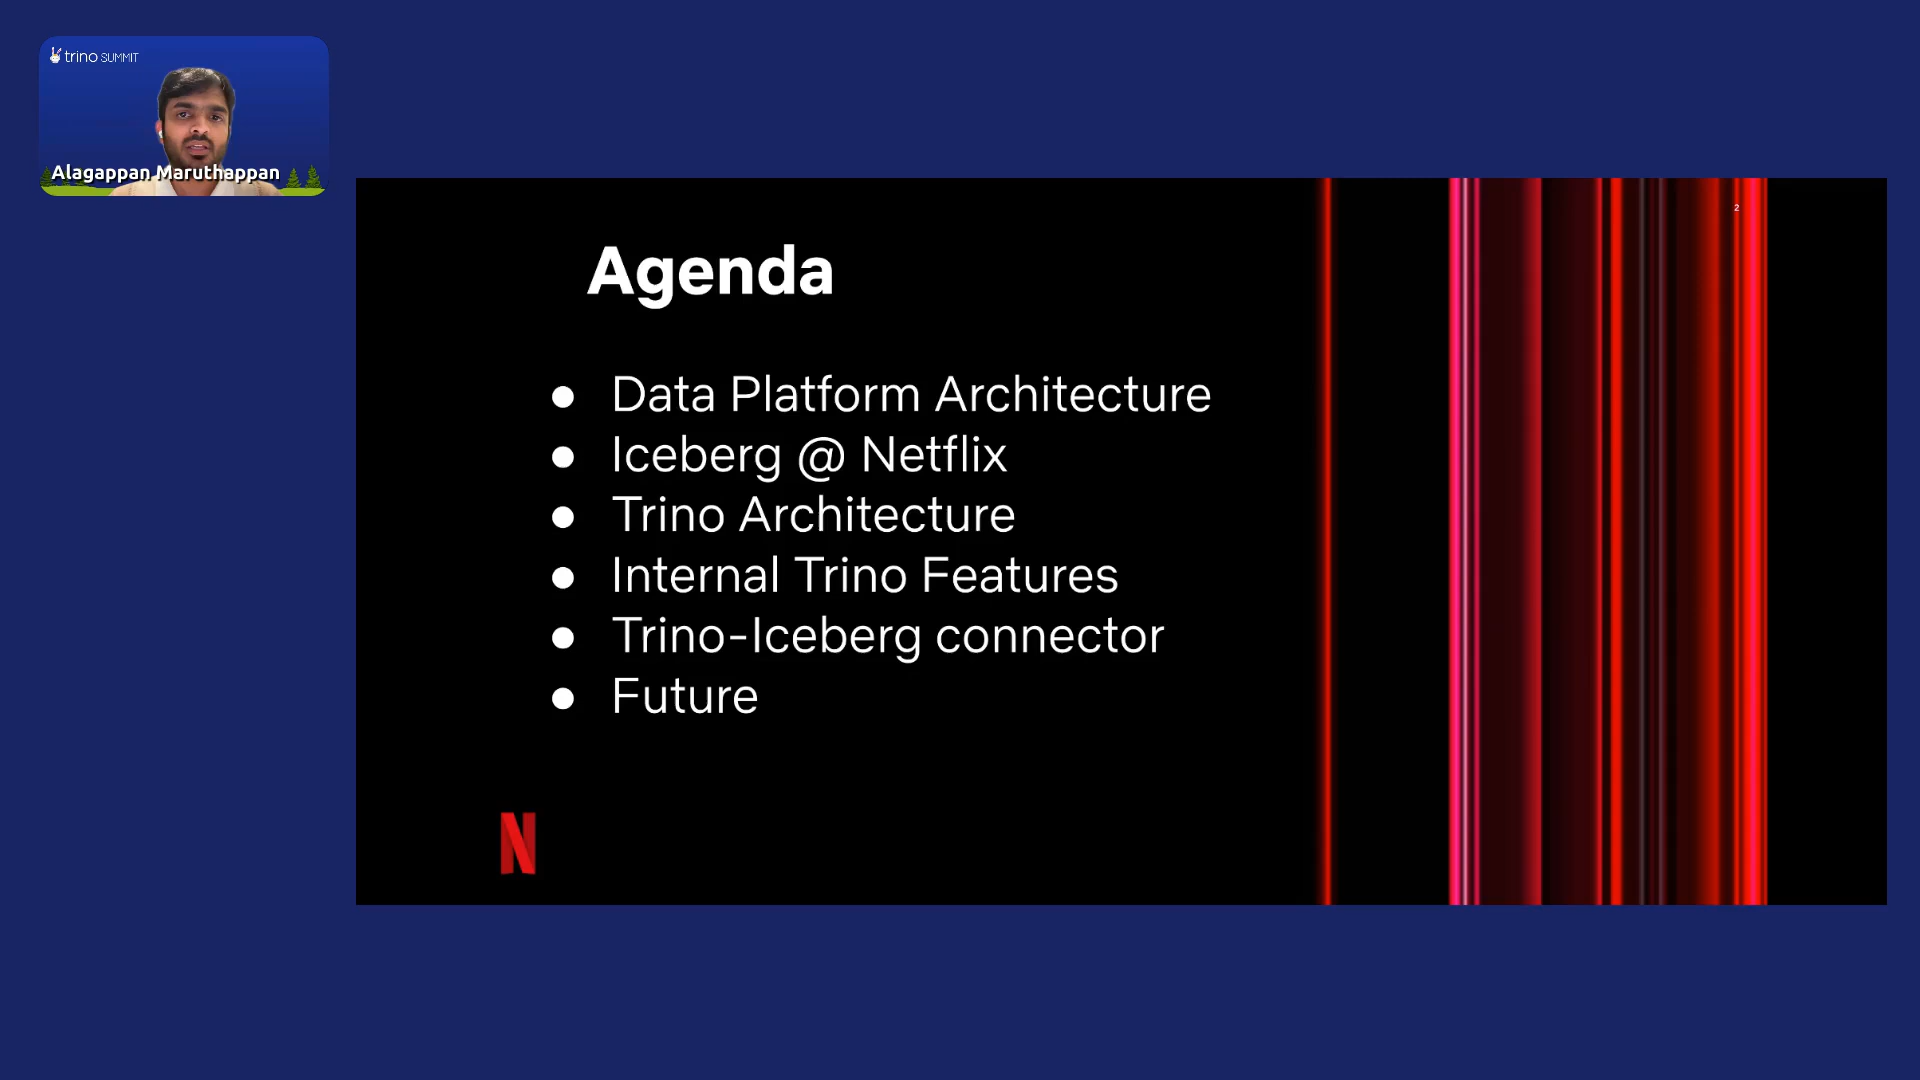 trino SUMMIT
Alagappan Maruthappan
2
Agenda
● Data Platform Architecture
● Iceberg @ Netflix
● Trino Architecture
● Internal Trino Features
● Trino-Iceberg connector
● Future
N